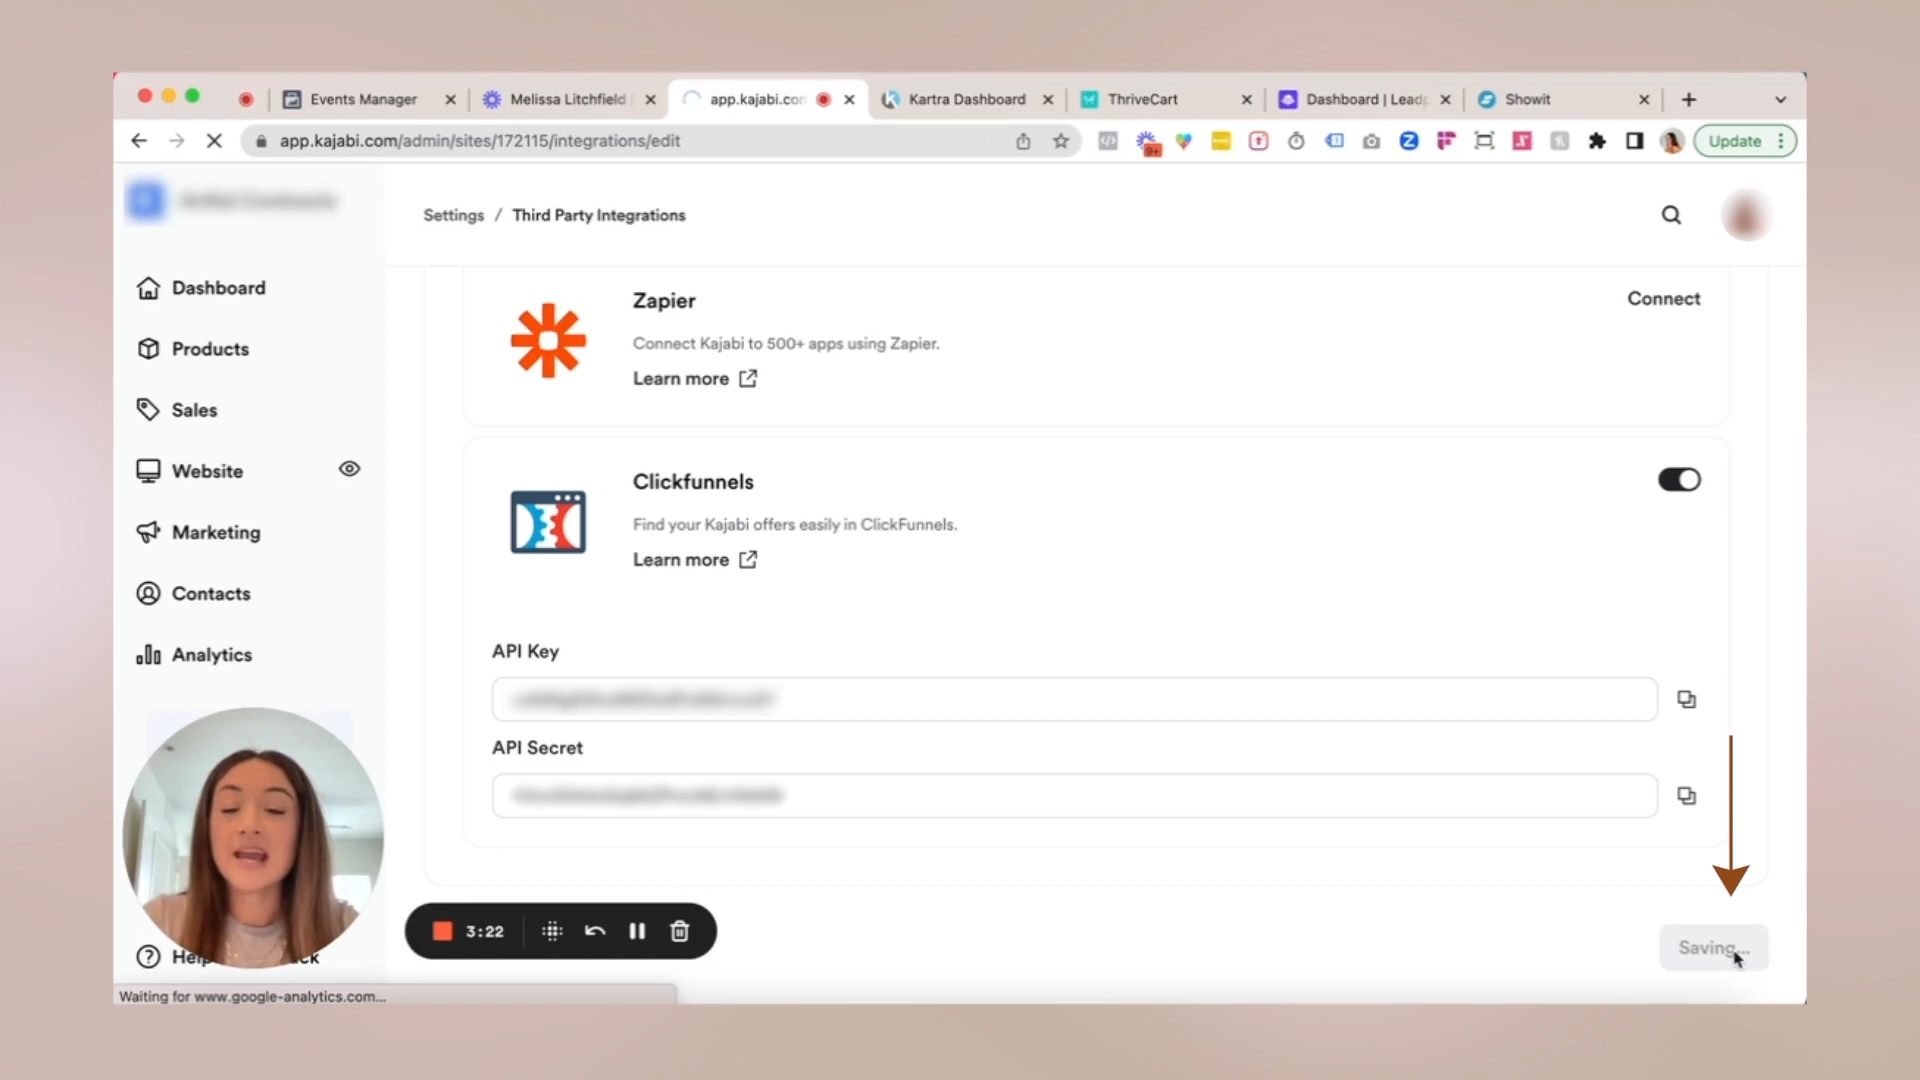 Events Manager
Melissa Litchfield
app.kajabi.com
Kartra Dashboard
ThriveCart
Dashboard | Leadp
Showit
app.kajabi.com/admin/sites/172115/integrations/edit
9+
Update
Settings / Third Party Integrations
Dashboard
Products
Sales
Website
Marketing
Contacts
Analytics
Zapier
Connect
Connect Kajabi to 500+ apps using Zapier.
Learn more
Clickfunnels
Find your Kajabi offers easily in ClickFunnels.
Learn more
API Key
API Secret
3:22
Saving...
Waiting for www.google-analytics.com...